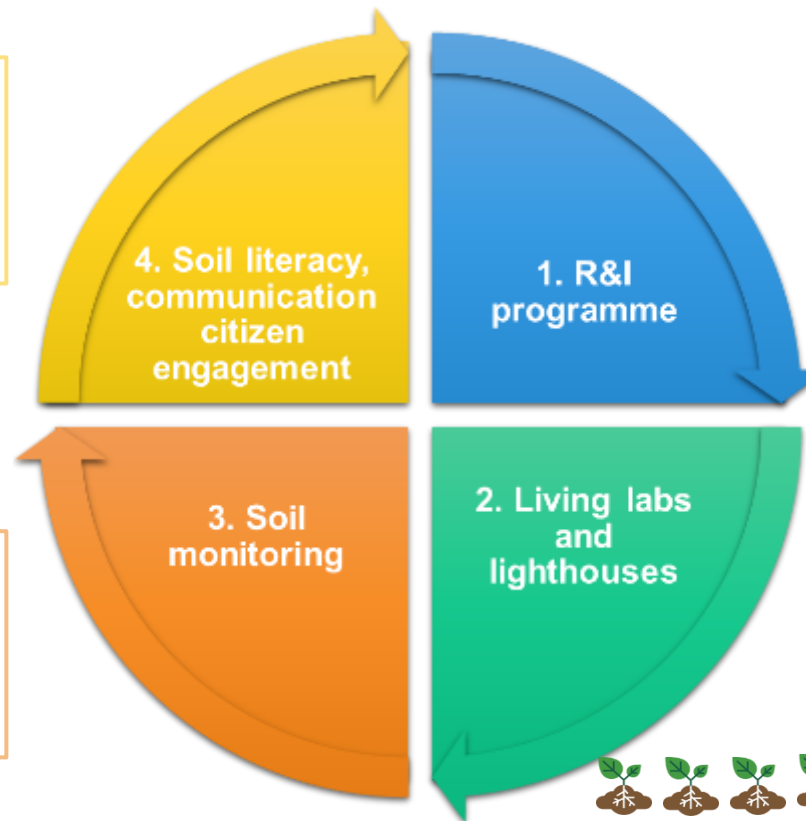 1. R&I
programme
2. Living labs
and
lighthouses
3. Soil
monitoring
4. Soil literacy,
communication
citizen
engagement